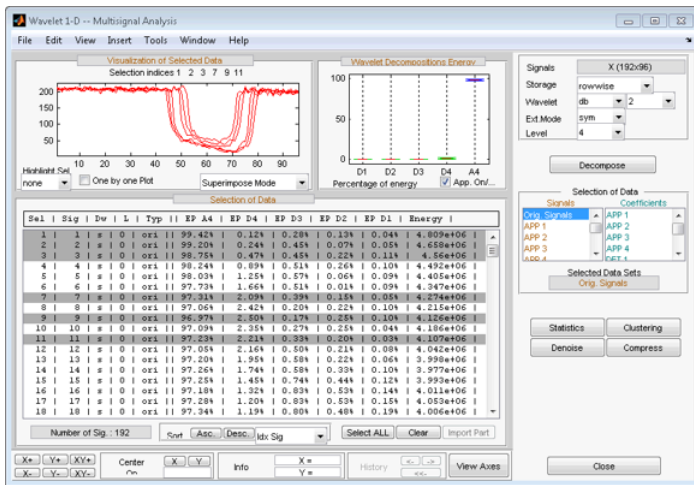 Wavelet 1-D -- Multisignal Analysis
File Edit View Insert Tools Window Help
Visualization of Selected Data
Selection indices 1 2 3 7 9 11
200
150
100
50
10 20 30 40 50 60 70 80 90
Highlight Sel.
none
One by one Plot
Superimpose Mode
Wavelet Decompositions Energy
100
50
0
D1 D2 D3 D4 A4
Percentage of energy
App. On/...
Selection of Data
Sel | Sig | Dw | L | Typ || EP A4 | EP D4 | EP D3 | EP D2 | EP D1 | Energy |
1 | 1 | s | 0 | ori || 99.42% | 0.12% | 0.28% | 0.13% | 0.04% | 4.809e+06 |
2 | 2 | s | 0 | ori || 99.20% | 0.24% | 0.45% | 0.07% | 0.05% | 4.658e+06 |
3 | 3 | s | 0 | ori || 98.75% | 0.47% | 0.45% | 0.22% | 0.11% | 4.56e+06 |
4 | 4 | s | 0 | ori || 98.24% | 0.89% | 0.51% | 0.26% | 0.10% | 4.492e+06 |
5 | 5 | s | 0 | ori || 98.03% | 1.25% | 0.57% | 0.06% | 0.09% | 4.405e+06 |
6 | 6 | s | 0 | ori || 97.73% | 1.66% | 0.51% | 0.01% | 0.09% | 4.347e+06 |
7 | 7 | s | 0 | ori || 97.31% | 2.09% | 0.39% | 0.15% | 0.05% | 4.274e+06 |
8 | 8 | s | 0 | ori || 97.06% | 2.42% | 0.20% | 0.22% | 0.10% | 4.215e+06 |
9 | 9 | s | 0 | ori || 96.97% | 2.50% | 0.17% | 0.25% | 0.10% | 4.126e+06 |
10 | 10 | s | 0 | ori || 97.09% | 2.35% | 0.27% | 0.25% | 0.04% | 4.186e+06 |
11 | 11 | s | 0 | ori || 97.23% | 2.21% | 0.33% | 0.20% | 0.03% | 4.107e+06 |
12 | 12 | s | 0 | ori || 97.05% | 2.16% | 0.50% | 0.21% | 0.08% | 4.042e+06 |
13 | 13 | s | 0 | ori || 97.20% | 1.95% | 0.58% | 0.22% | 0.06% | 3.998e+06 |
14 | 14 | s | 0 | ori || 97.26% | 1.74% | 0.58% | 0.33% | 0.10% | 3.977e+06 |
15 | 15 | s | 0 | ori || 97.25% | 1.45% | 0.74% | 0.44% | 0.12% | 3.993e+06 |
16 | 16 | s | 0 | ori || 97.18% | 1.32% | 0.83% | 0.53% | 0.14% | 4.011e+06 |
17 | 17 | s | 0 | ori || 97.28% | 1.20% | 0.83% | 0.53% | 0.15% | 4.053e+06 |
18 | 18 | s | 0 | ori || 97.34% | 1.19% | 0.80% | 0.48% | 0.19% | 4.006e+06 |
Number of Sig. : 192
Sort Asc. Desc. Idx Sig
Select ALL Clear Import Part
X+ Y+ XY+
X- Y- XY-
Center On X Y
Info X = Y =
History <- -> <<-
View Axes
Signals X (192x96)
Storage rowwise
Wavelet db 2
Ext.Mode sym
Level 4
Decompose
Selection of Data
Signals Coefficients
Orig. Signals APP 1
APP 1 APP 2
APP 2 APP 3
APP 3 APP 4
APP 4 DET 1
Selected Data Sets
Orig. Signals
Statistics Clustering
Denoise Compress
Close